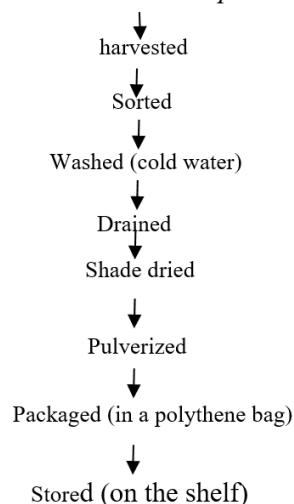 harvested
Sorted
Washed (cold water)
Drained
Shade dried
Pulverized
Packaged (in a polythene bag)
Stored (on the shelf)